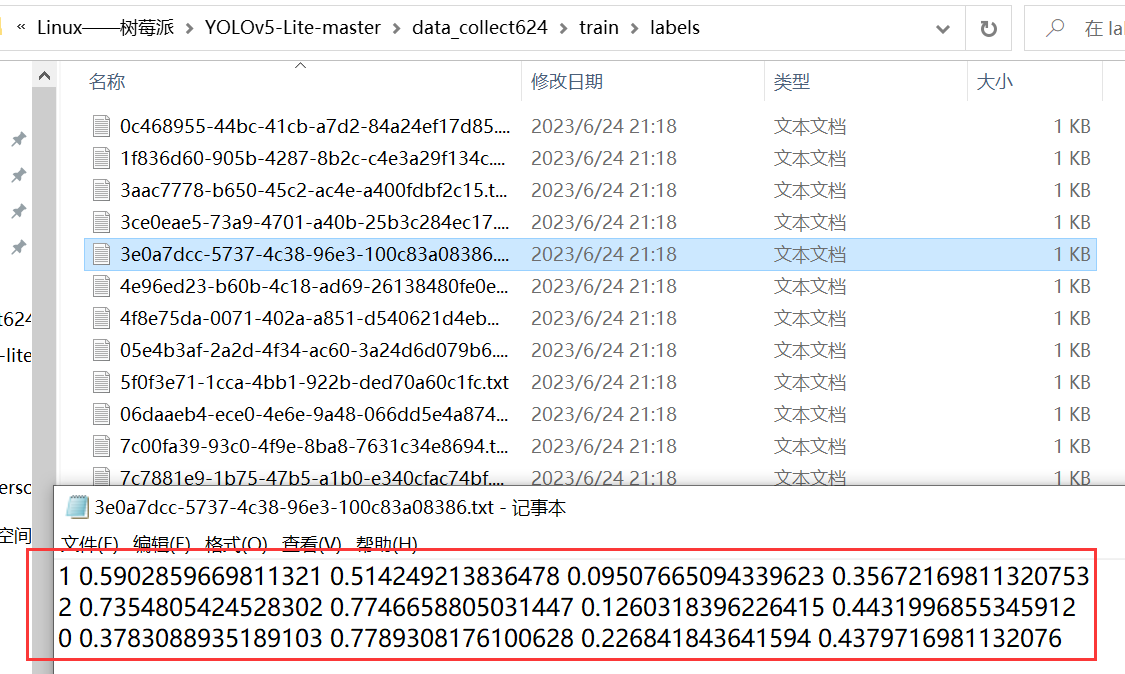 « Linux——树莓派 › YOLOv5-Lite-master › data_collect624 › train › labels
在 la
名称 修改日期 类型 大小
0c468955-44bc-41cb-a7d2-84a24ef17d85.... 2023/6/24 21:18 文本文档 1 KB
1f836d60-905b-4287-8b2c-c4e3a29f134c.... 2023/6/24 21:18 文本文档 1 KB
3aac7778-b650-45c2-ac4e-a400fdbf2c15.t... 2023/6/24 21:18 文本文档 1 KB
3ce0eae5-73a9-4701-a40b-25b3c284ec17.... 2023/6/24 21:18 文本文档 1 KB
3e0a7dcc-5737-4c38-96e3-100c83a08386.... 2023/6/24 21:18 文本文档 1 KB
4e96ed23-b60b-4c18-ad69-26138480fe0e... 2023/6/24 21:18 文本文档 1 KB
t624 4f8e75da-0071-402a-a851-d540621d4eb... 2023/6/24 21:18 文本文档 1 KB
-lite 05e4b3af-2a2d-4f34-ac60-3a24d6d079b6.... 2023/6/24 21:18 文本文档 1 KB
5f0f3e71-1cca-4bb1-922b-ded70a60c1fc.txt 2023/6/24 21:18 文本文档 1 KB
06daaeb4-ece0-4e6e-9a48-066dd5e4a874... 2023/6/24 21:18 文本文档 1 KB
7c00fa39-93c0-4f9e-8ba8-7631c34e8694.t... 2023/6/24 21:18 文本文档 1 KB
7c7881e9-1b75-47b5-a1b0-e340cfac74bf.... 2023/6/24 21:18 文本文档 1 KB
ersc
空间
3e0a7dcc-5737-4c38-96e3-100c83a08386.txt - 记事本
文件(F) 编辑(E) 格式(O) 查看(V) 帮助(H)
1 0.5902859669811321 0.514249213836478 0.09507665094339623 0.35672169811320753
2 0.7354805424528302 0.7746658805031447 0.1260318396226415 0.4431996855345912
0 0.3783088935189103 0.7789308176100628 0.226841843641594 0.4379716981132076